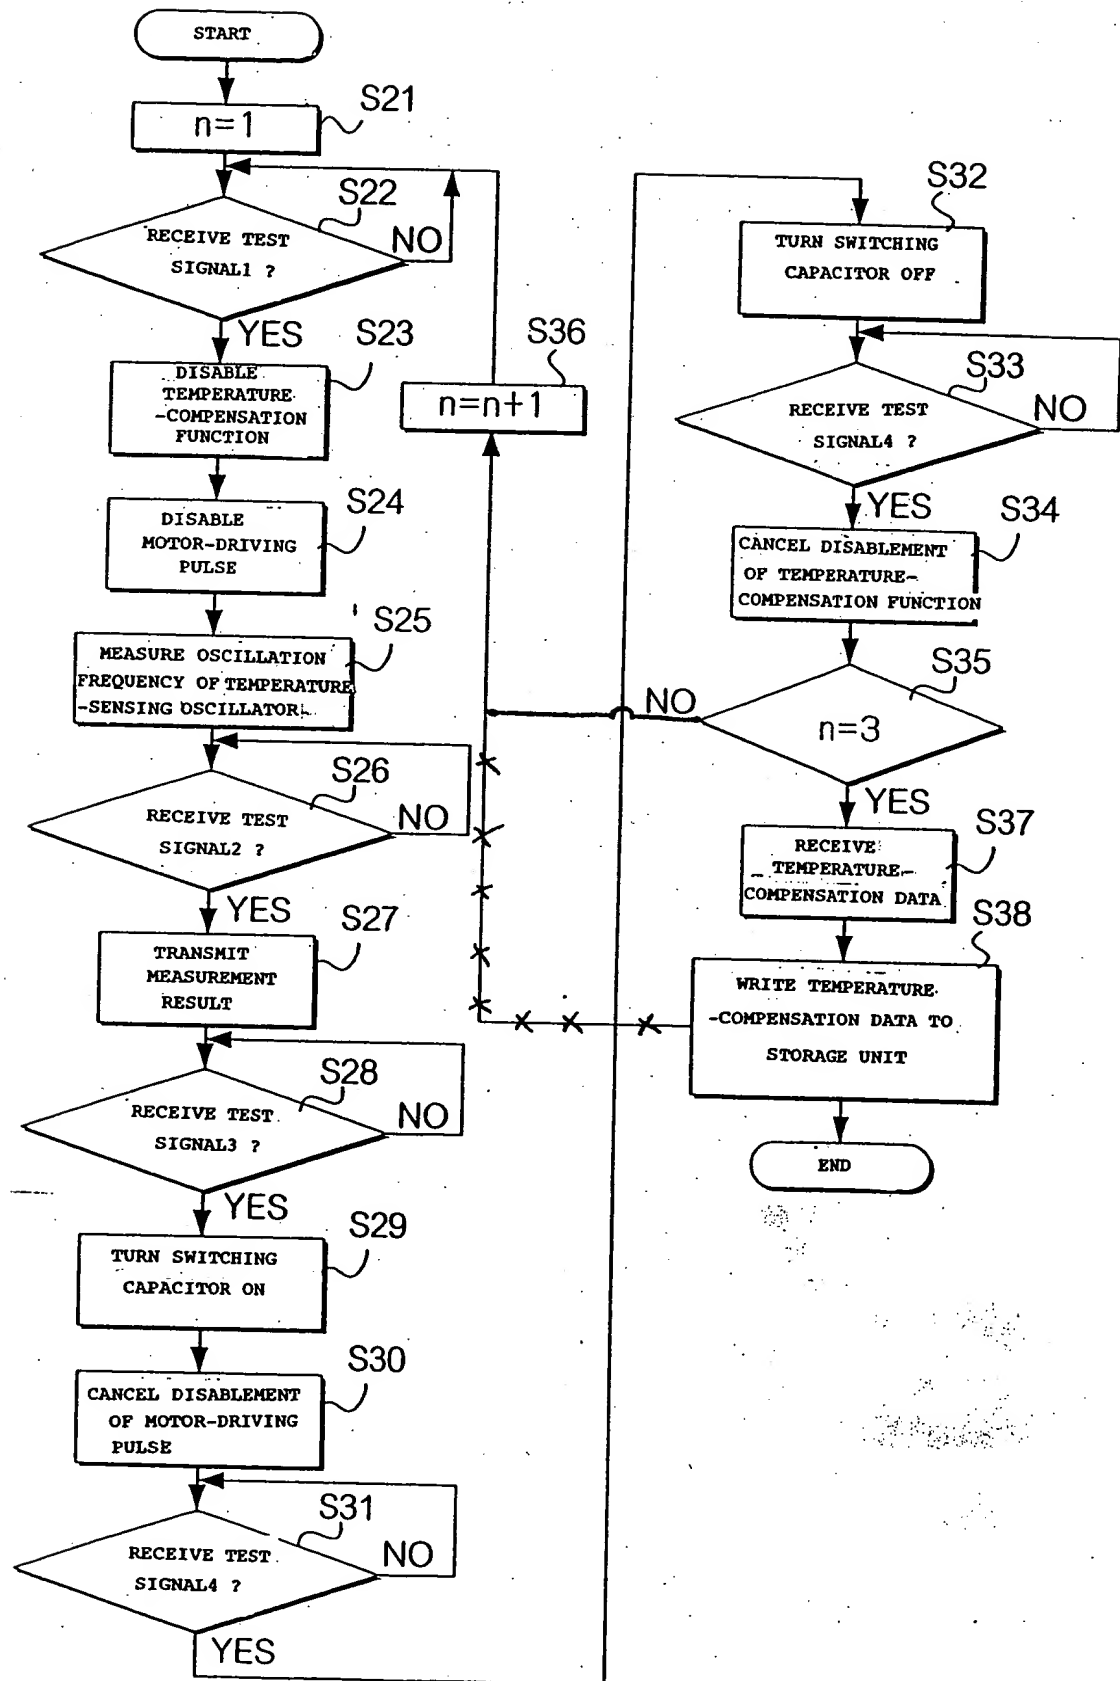 START
S21
n=1
S22
RECEIVE TEST
SIGNAL1 ?
NO
YES
S23
DISABLE
TEMPERATURE
-COMPENSATION
FUNCTION
S24
DISABLE
MOTOR-DRIVING
PULSE
S25
MEASURE OSCILLATION
FREQUENCY OF TEMPERATURE
-SENSING OSCILLATOR
S26
RECEIVE TEST
SIGNAL2 ?
NO
YES
S27
TRANSMIT
MEASUREMENT
RESULT
S28
RECEIVE TEST
SIGNAL3 ?
NO
YES
S29
TURN SWITCHING
CAPACITOR ON
S30
CANCEL DISABLEMENT
OF MOTOR-DRIVING
PULSE
S31
RECEIVE TEST
SIGNAL4 ?
NO
YES
S36
n=n+1
S32
TURN SWITCHING
CAPACITOR OFF
S33
RECEIVE TEST
SIGNAL4 ?
NO
YES
S34
CANCEL DISABLEMENT
OF TEMPERATURE-
COMPENSATION FUNCTION
S35
n=3
NO
YES
S37
RECEIVE
TEMPERATURE-
COMPENSATION DATA
S38
WRITE TEMPERATURE
-COMPENSATION DATA TO
STORAGE UNIT
END